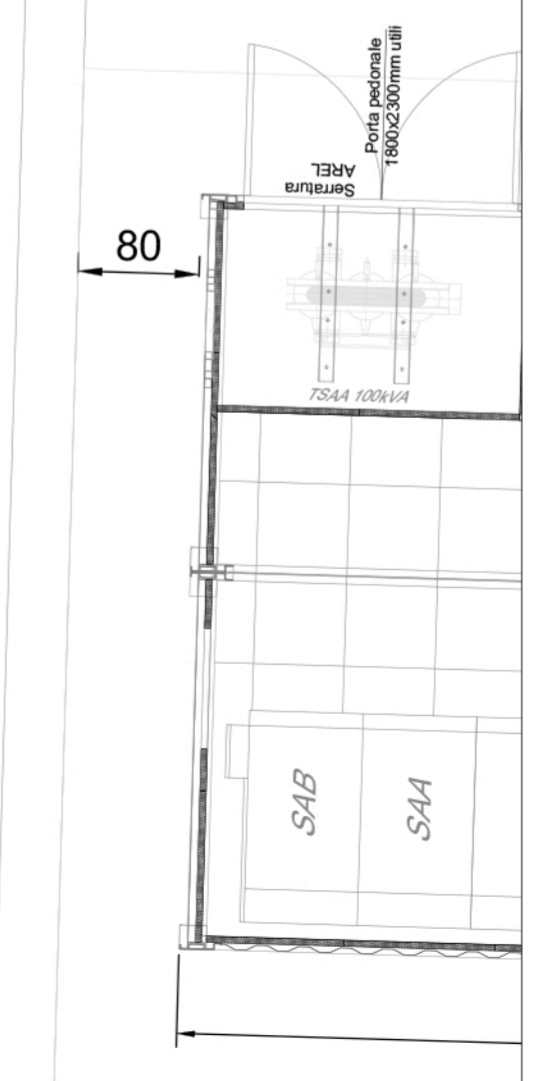 Porta pedonale
1800x2300mm utili
Serratura
AREL
80
TSAA 100kVA
SAB
SAA